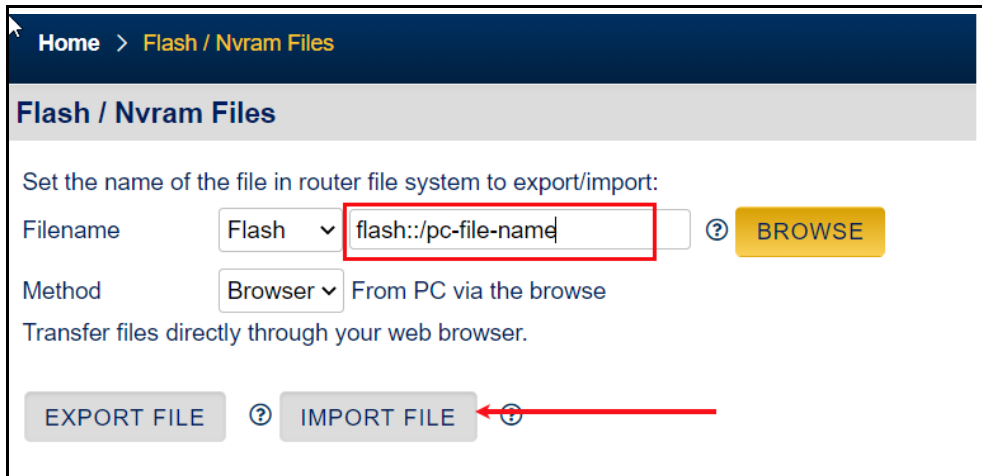 Home > Flash / Nvram Files
Flash / Nvram Files
Set the name of the file in router file system to export/import:
Filename Flash flash::/pc-file-name ? BROWSE
Method Browser From PC via the browse
Transfer files directly through your web browser.
EXPORT FILE ? IMPORT FILE ?